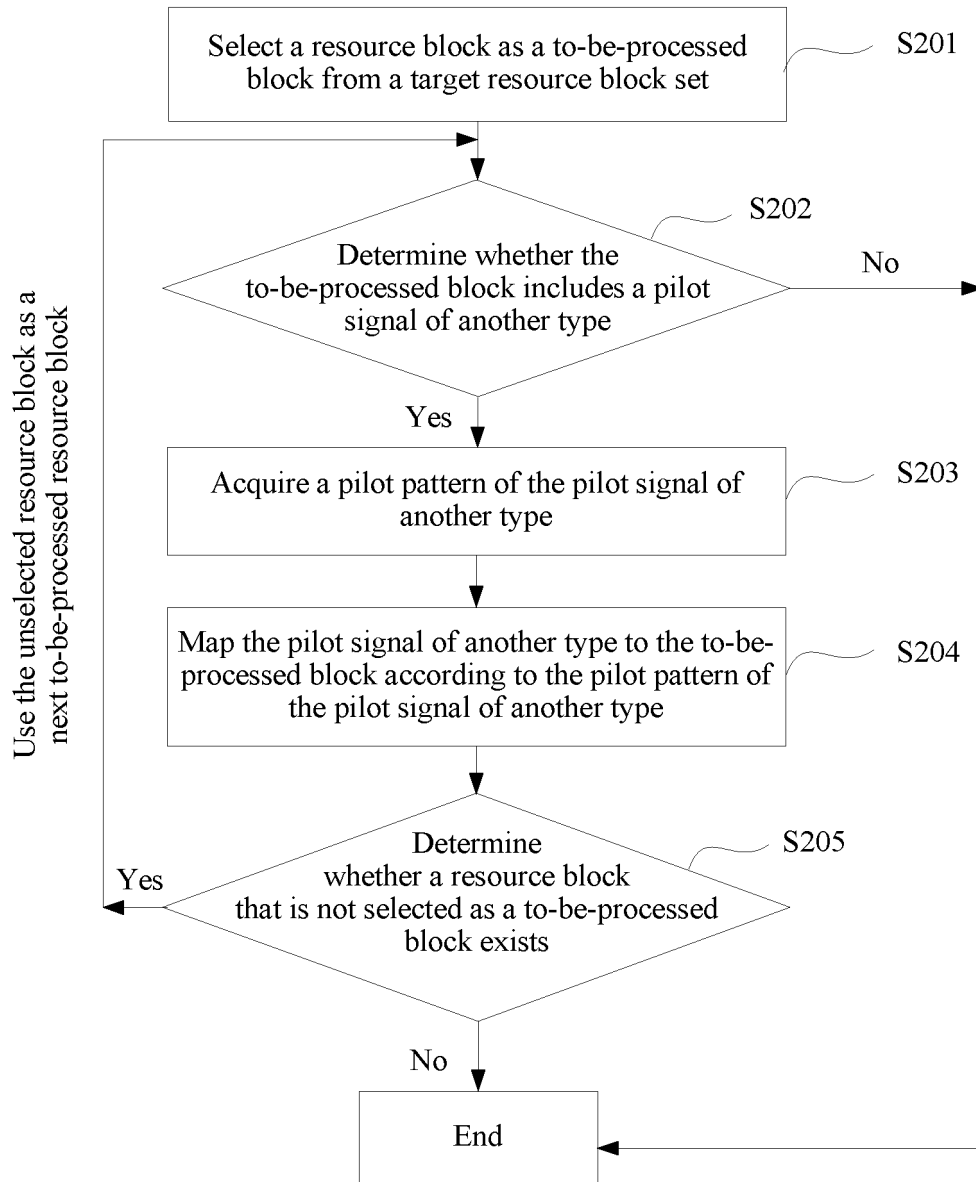 Select a resource block as a to-be-processed
block from a target resource block set
S201
S202
Determine whether the
to-be-processed block includes a pilot
signal of another type
No
Yes
Use the unselected resource block as a
next to-be-processed resource block
Acquire a pilot pattern of the pilot signal of
another type
S203
Map the pilot signal of another type to the to-be-
processed block according to the pilot pattern of
the pilot signal of another type
S204
Determine
whether a resource block
that is not selected as a to-be-processed
block exists
S205
Yes
No
End